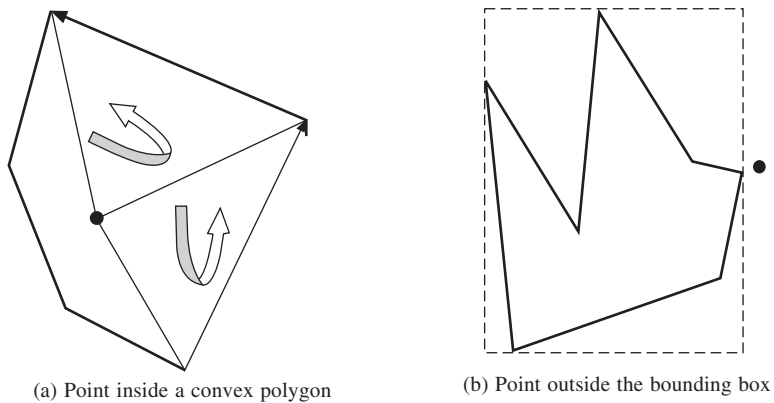 (a) Point inside a convex polygon
(b) Point outside the bounding box